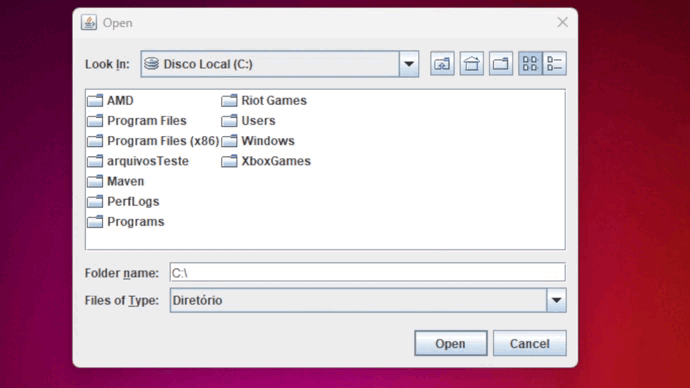 Open
Look In: Disco Local (C:)
AMD
Program Files
Program Files (x86)
arquivosTeste
Maven
PerfLogs
Programs
Riot Games
Users
Windows
XboxGames
Folder name: C:\
Files of Type: Diretório
Open Cancel